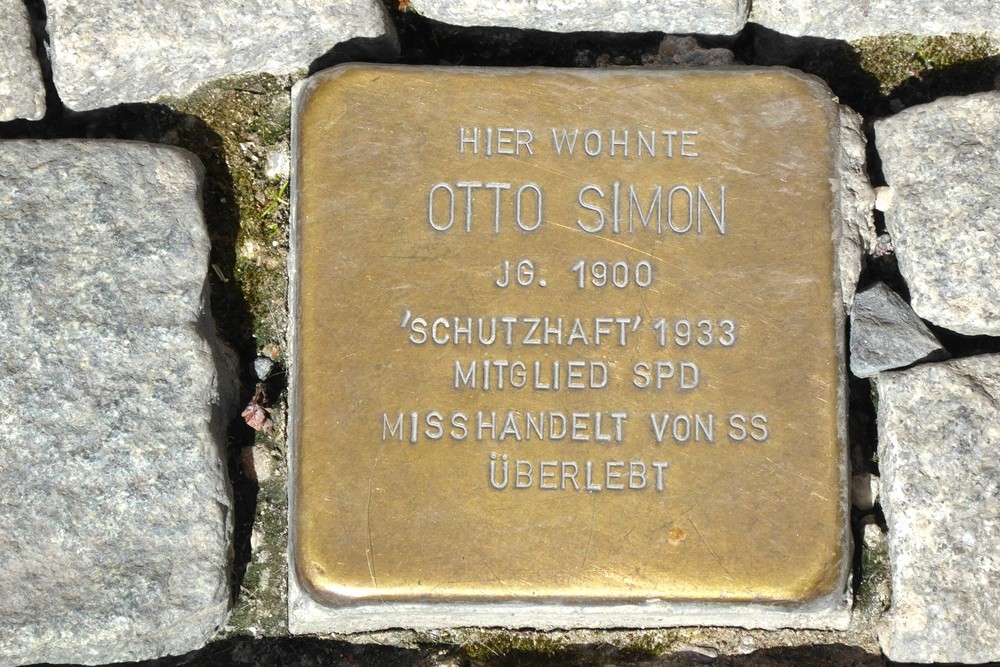 HIER WOHNTE
OTTO SIMON
JG. 1900
'SCHUTZHAFT' 1933
MITGLIED SPD
MISSHANDELT VON SS
ÜBERLEBT